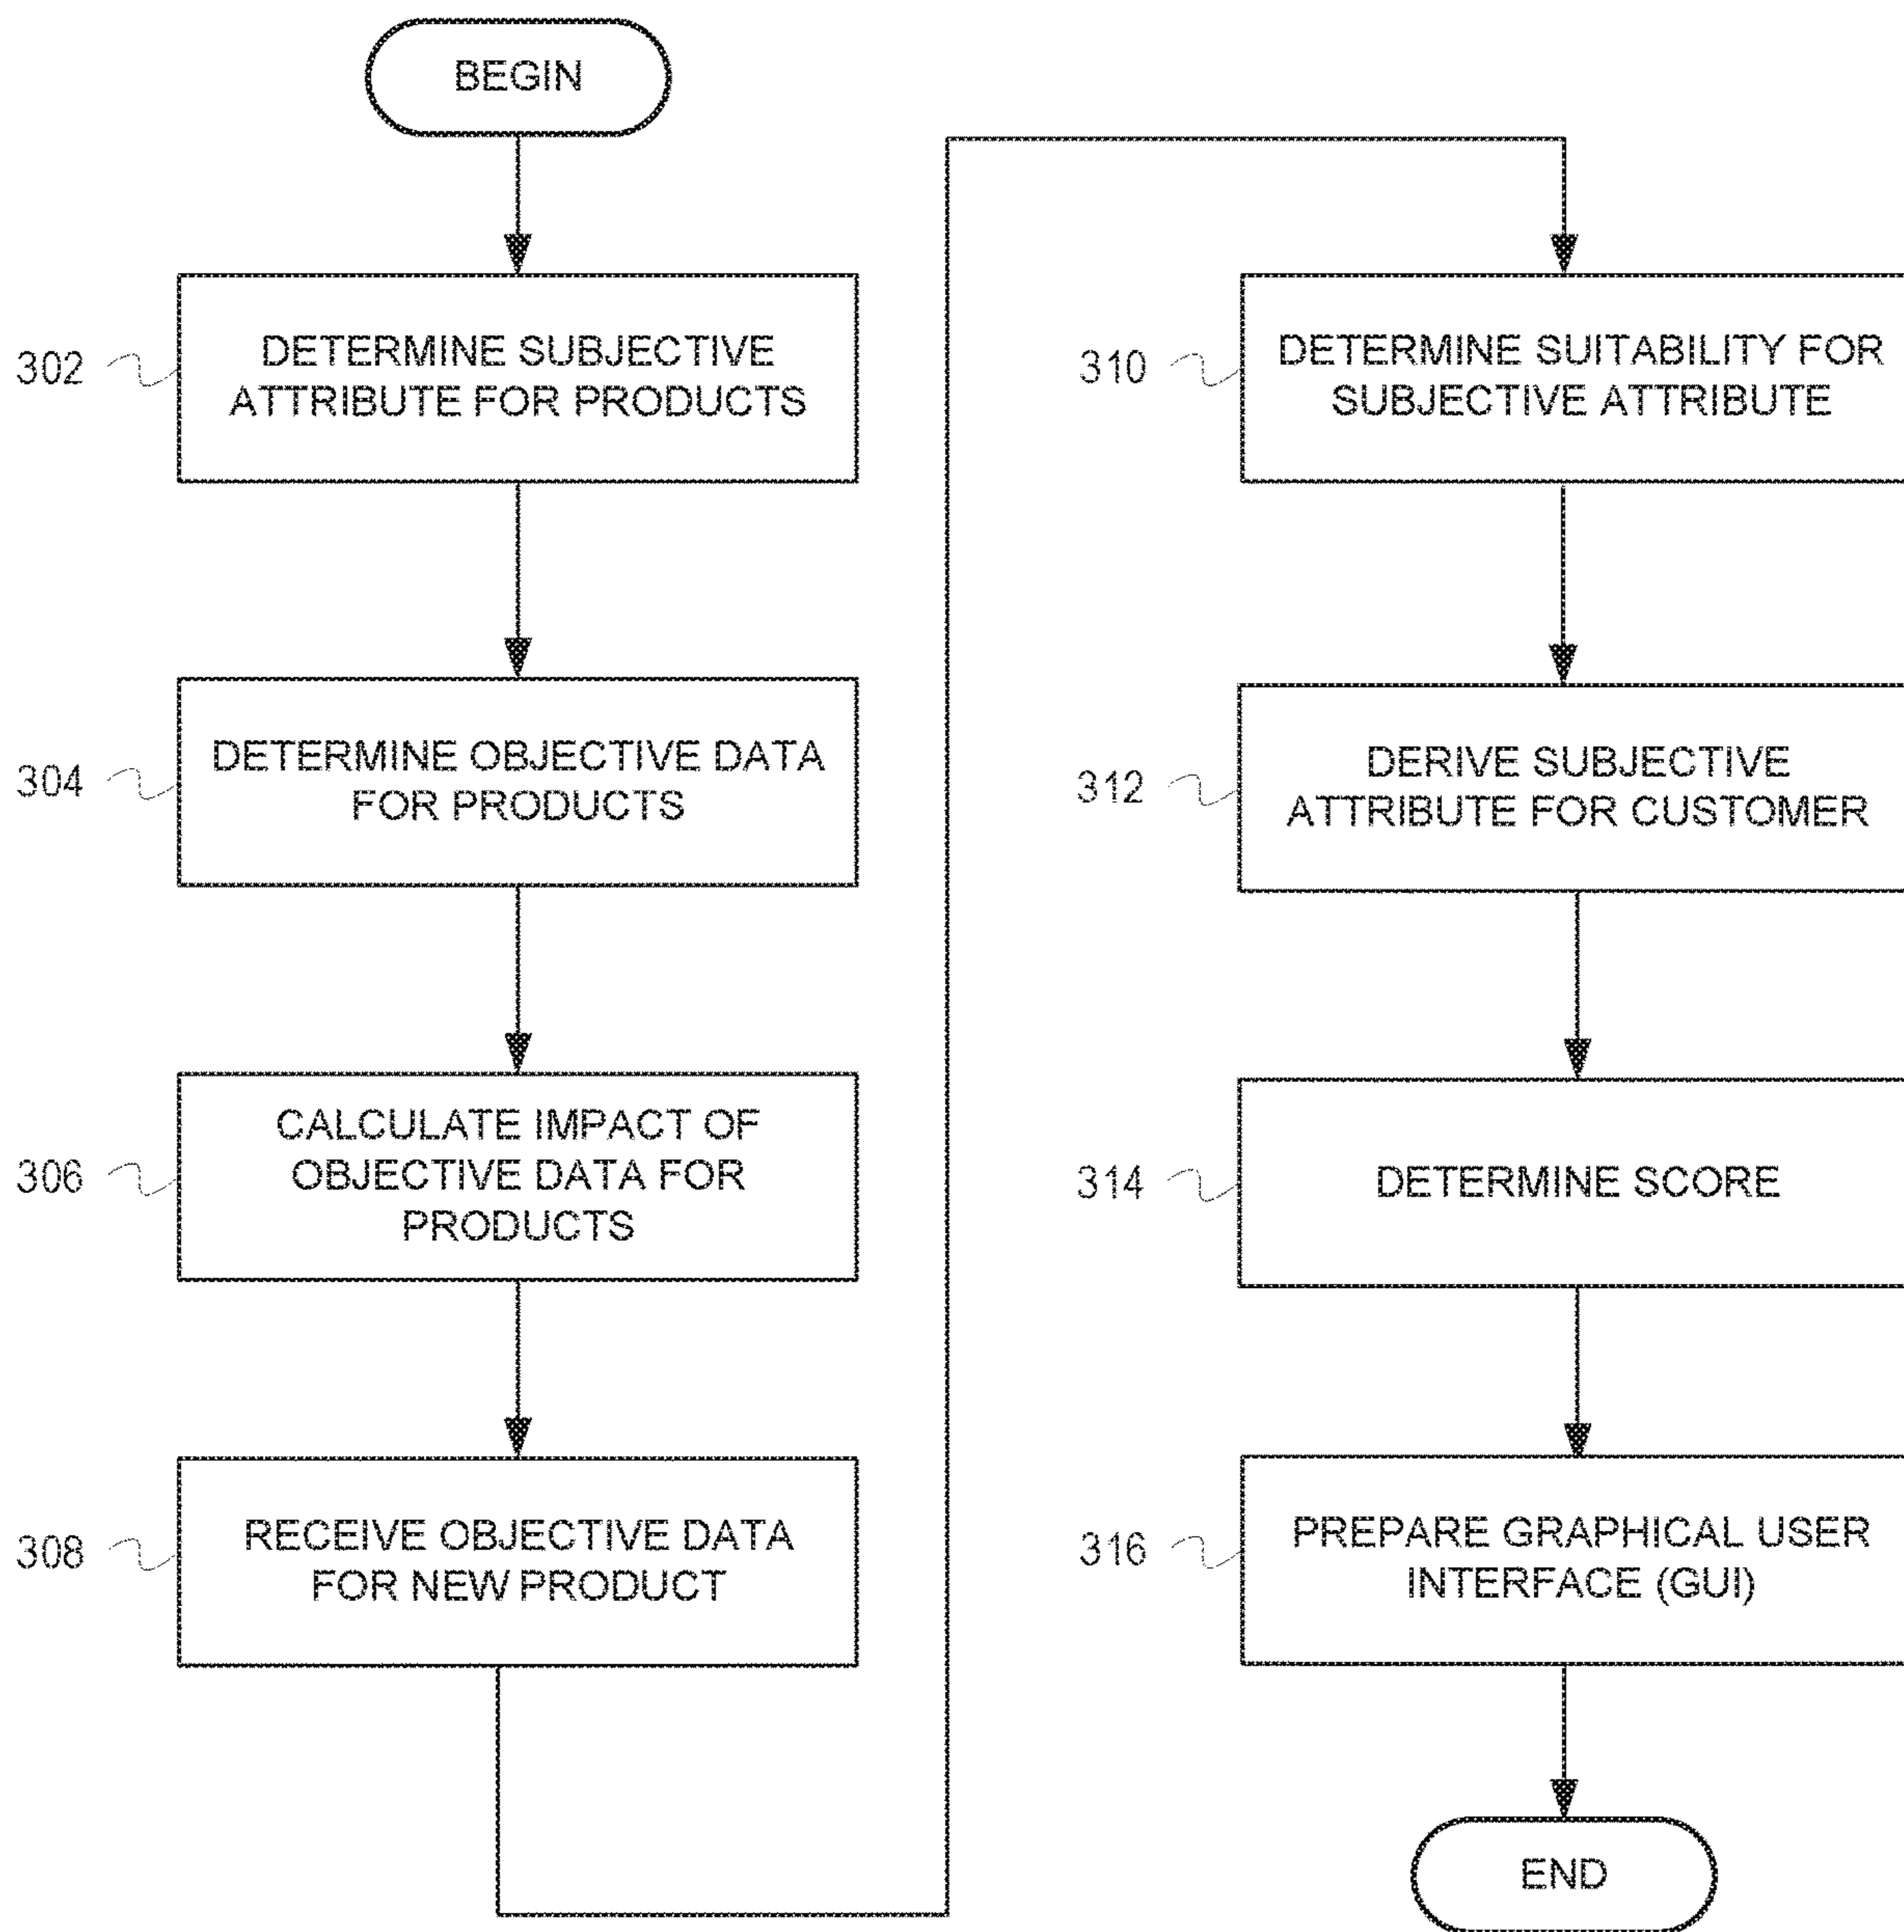 BEGIN
302
DETERMINE SUBJECTIVE
ATTRIBUTE FOR PRODUCTS
304
DETERMINE OBJECTIVE DATA
FOR PRODUCTS
306
CALCULATE IMPACT OF
OBJECTIVE DATA FOR
PRODUCTS
308
RECEIVE OBJECTIVE DATA
FOR NEW PRODUCT
310
DETERMINE SUITABILITY FOR
SUBJECTIVE ATTRIBUTE
312
DERIVE SUBJECTIVE
ATTRIBUTE FOR CUSTOMER
314
DETERMINE SCORE
316
PREPARE GRAPHICAL USER
INTERFACE (GUI)
END